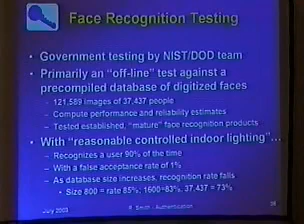 Face Recognition Testing
• Government testing by NIST/DOD team
• Primarily an "off-line" test against a
precompiled database of digitized faces
– 121,589 images of 37,437 people
– Compute performance and reliability estimates
– Tested established, "mature" face recognition products
• With "reasonable controlled indoor lighting"...
– Recognizes a user 90% of the time
– With a false acceptance rate of 1%
– As database size increases, recognition rate falls
• Size 800 = rate 85%; 1600=83%, 37,437 = 73%
July 2003
R. Smith - Authentication